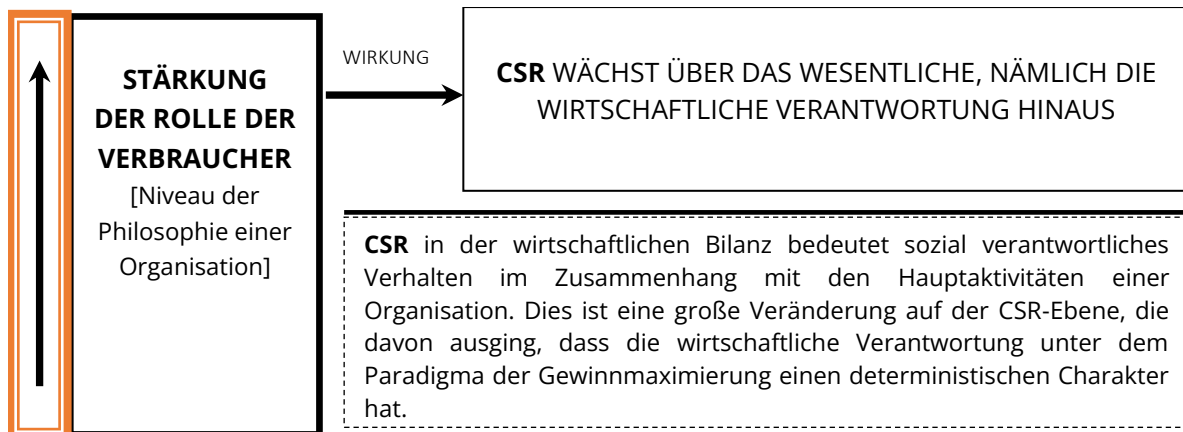 STÄRKUNG
DER ROLLE DER
VERBRAUCHER
[Niveau der
Philosophie einer
Organisation]
WIRKUNG
CSR WÄCHST ÜBER DAS WESENTLICHE, NÄMLICH DIE
WIRTSCHAFTLICHE VERANTWORTUNG HINAUS
CSR in der wirtschaftlichen Bilanz bedeutet sozial verantwortliches
Verhalten im Zusammenhang mit den Hauptaktivitäten einer
Organisation. Dies ist eine große Veränderung auf der CSR-Ebene, die
davon ausging, dass die wirtschaftliche Verantwortung unter dem
Paradigma der Gewinnmaximierung einen deterministischen Charakter
hat.